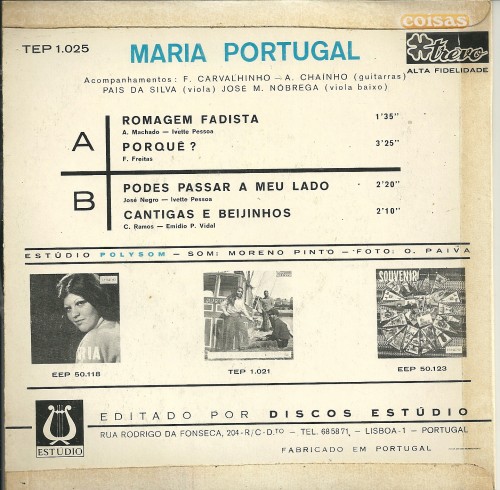 coisas
TEP 1.025
MARIA PORTUGAL
trevo
ALTA FIDELIDADE
Acompanhamentos: F. CARVALHINHO — A. CHAÍNHO (guitarras)
PAIS DA SILVA (viola) JOSÉ M. NÓBREGA (viola baixo)
A
ROMAGEM FADISTA 1'35"
A. Machado — Ivette Pessoa
PORQUÊ? 3'25"
F. Freitas
B
PODES PASSAR A MEU LADO 2'20"
José Negro — Ivette Pessoa
CANTIGAS E BEIJINHOS 2'10"
C. Ramos — Emídio P. Vidal
ESTÚDIO POLYSOM — SOM: MORENO PINTO — FOTO: O. PAIVA
SOUVENIR
EEP 50.118
TEP 1.021
EEP 50.123
ESTÚDIO
EDITADO POR DISCOS ESTÚDIO
RUA RODRIGO DA FONSECA, 204-R/C-D.TO — TEL. 685871, — LISBOA-1 — PORTUGAL
FABRICADO EM PORTUGAL